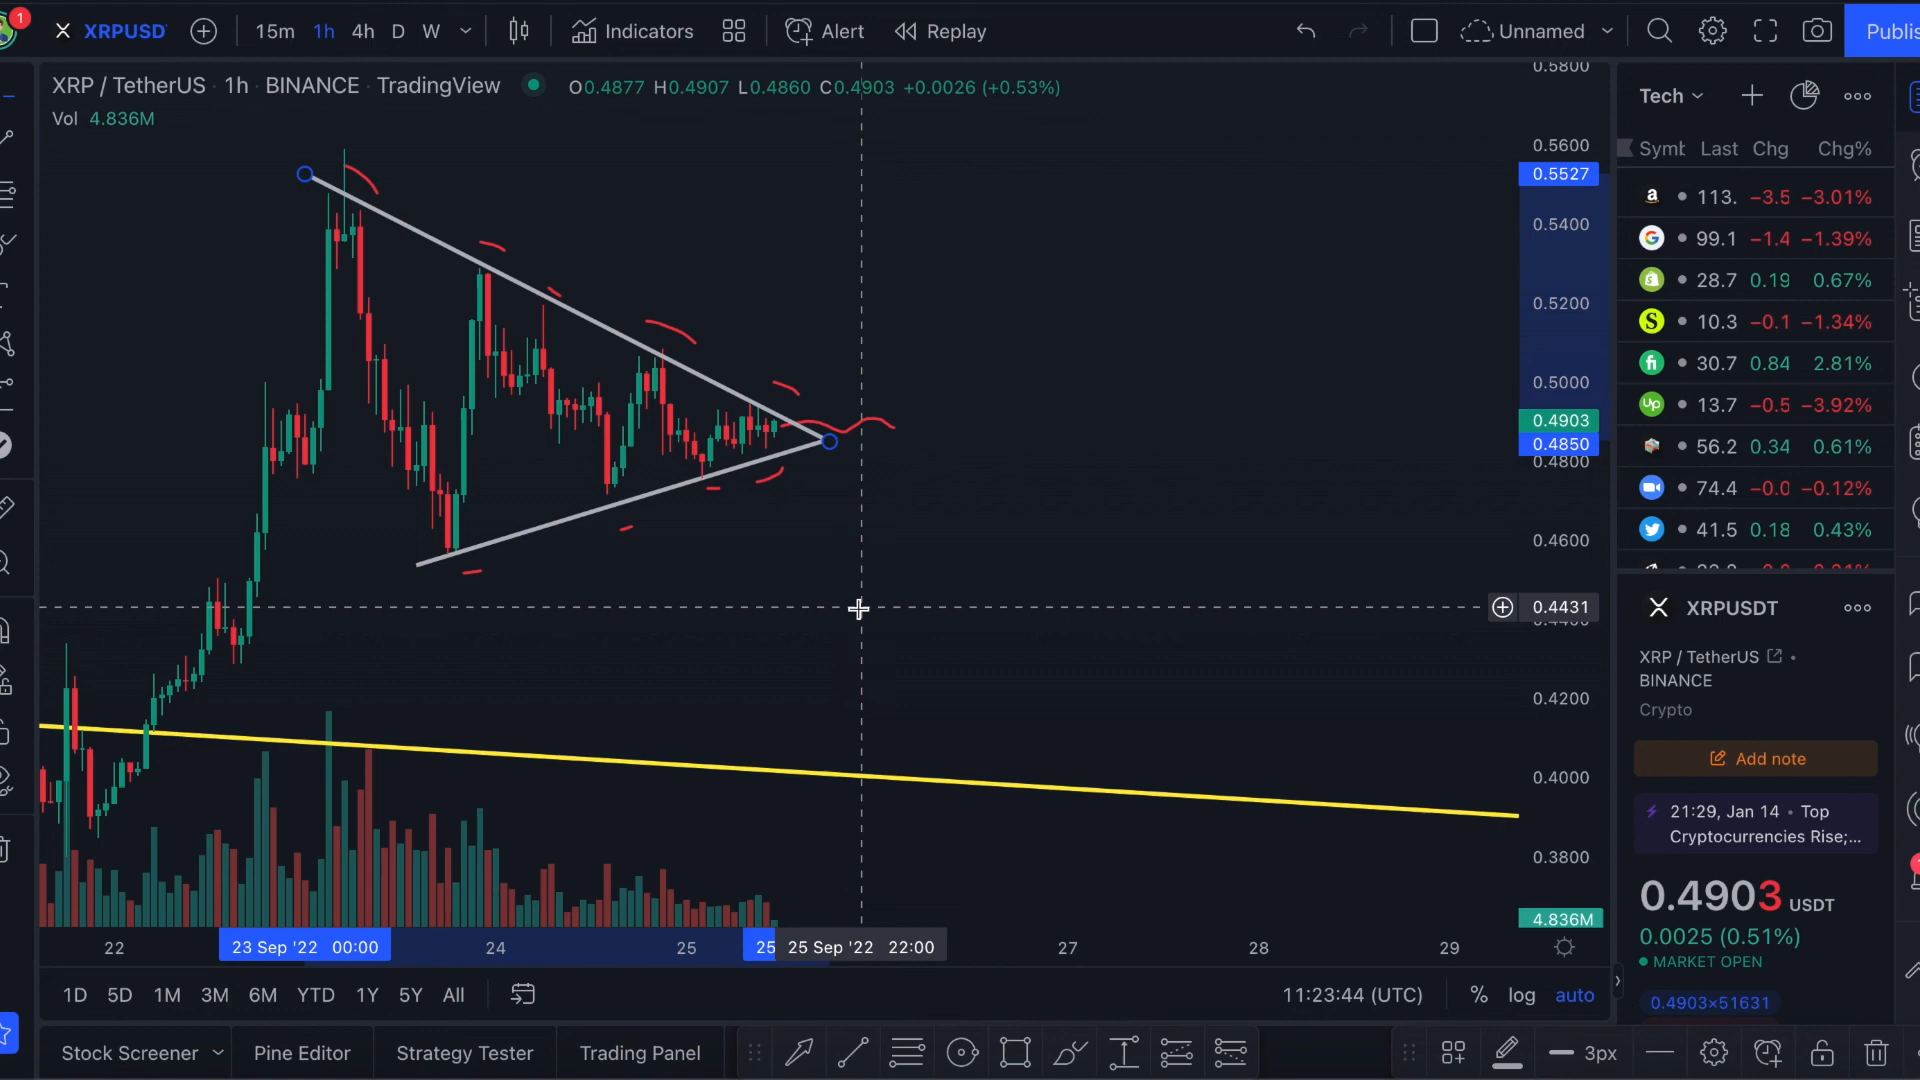 1
XRPUSD
15m 1h 4h D W
Indicators
Alert
Replay
Unnamed
XRP / TetherUS · 1h · BINANCE · TradingView
O0.4877 H0.4907 L0.4860 C0.4903 +0.0026 (+0.53%)
Vol 4.836M
0.5800
0.5600
0.5527
0.5400
0.5200
0.5000
0.4903
0.4850
0.4800
0.4600
0.4431
0.4200
0.4000
0.3800
4.836M
22
23 Sep '22 00:00
24
25
25
25 Sep '22 22:00
27
28
29
1D 5D 1M 3M 6M YTD 1Y 5Y All
11:23:44 (UTC) % log auto
Stock Screener
Pine Editor
Strategy Tester
Trading Panel
3px
Tech
Last Chg Chg%
113. −3.5 −3.01%
99.1 −1.4 −1.39%
28.7 0.19 0.67%
10.3 −0.1 −1.34%
30.7 0.84 2.81%
13.7 −0.5 −3.92%
56.2 0.34 0.61%
74.4 −0.0 −0.12%
41.5 0.18 0.43%
XRPUSDT
XRP / TetherUS •
BINANCE
Crypto
Add note
21:29, Jan 14 • Top
Cryptocurrencies Rise;...
0.4903 USDT
0.0025 (0.51%)
MARKET OPEN
0.4903×51631